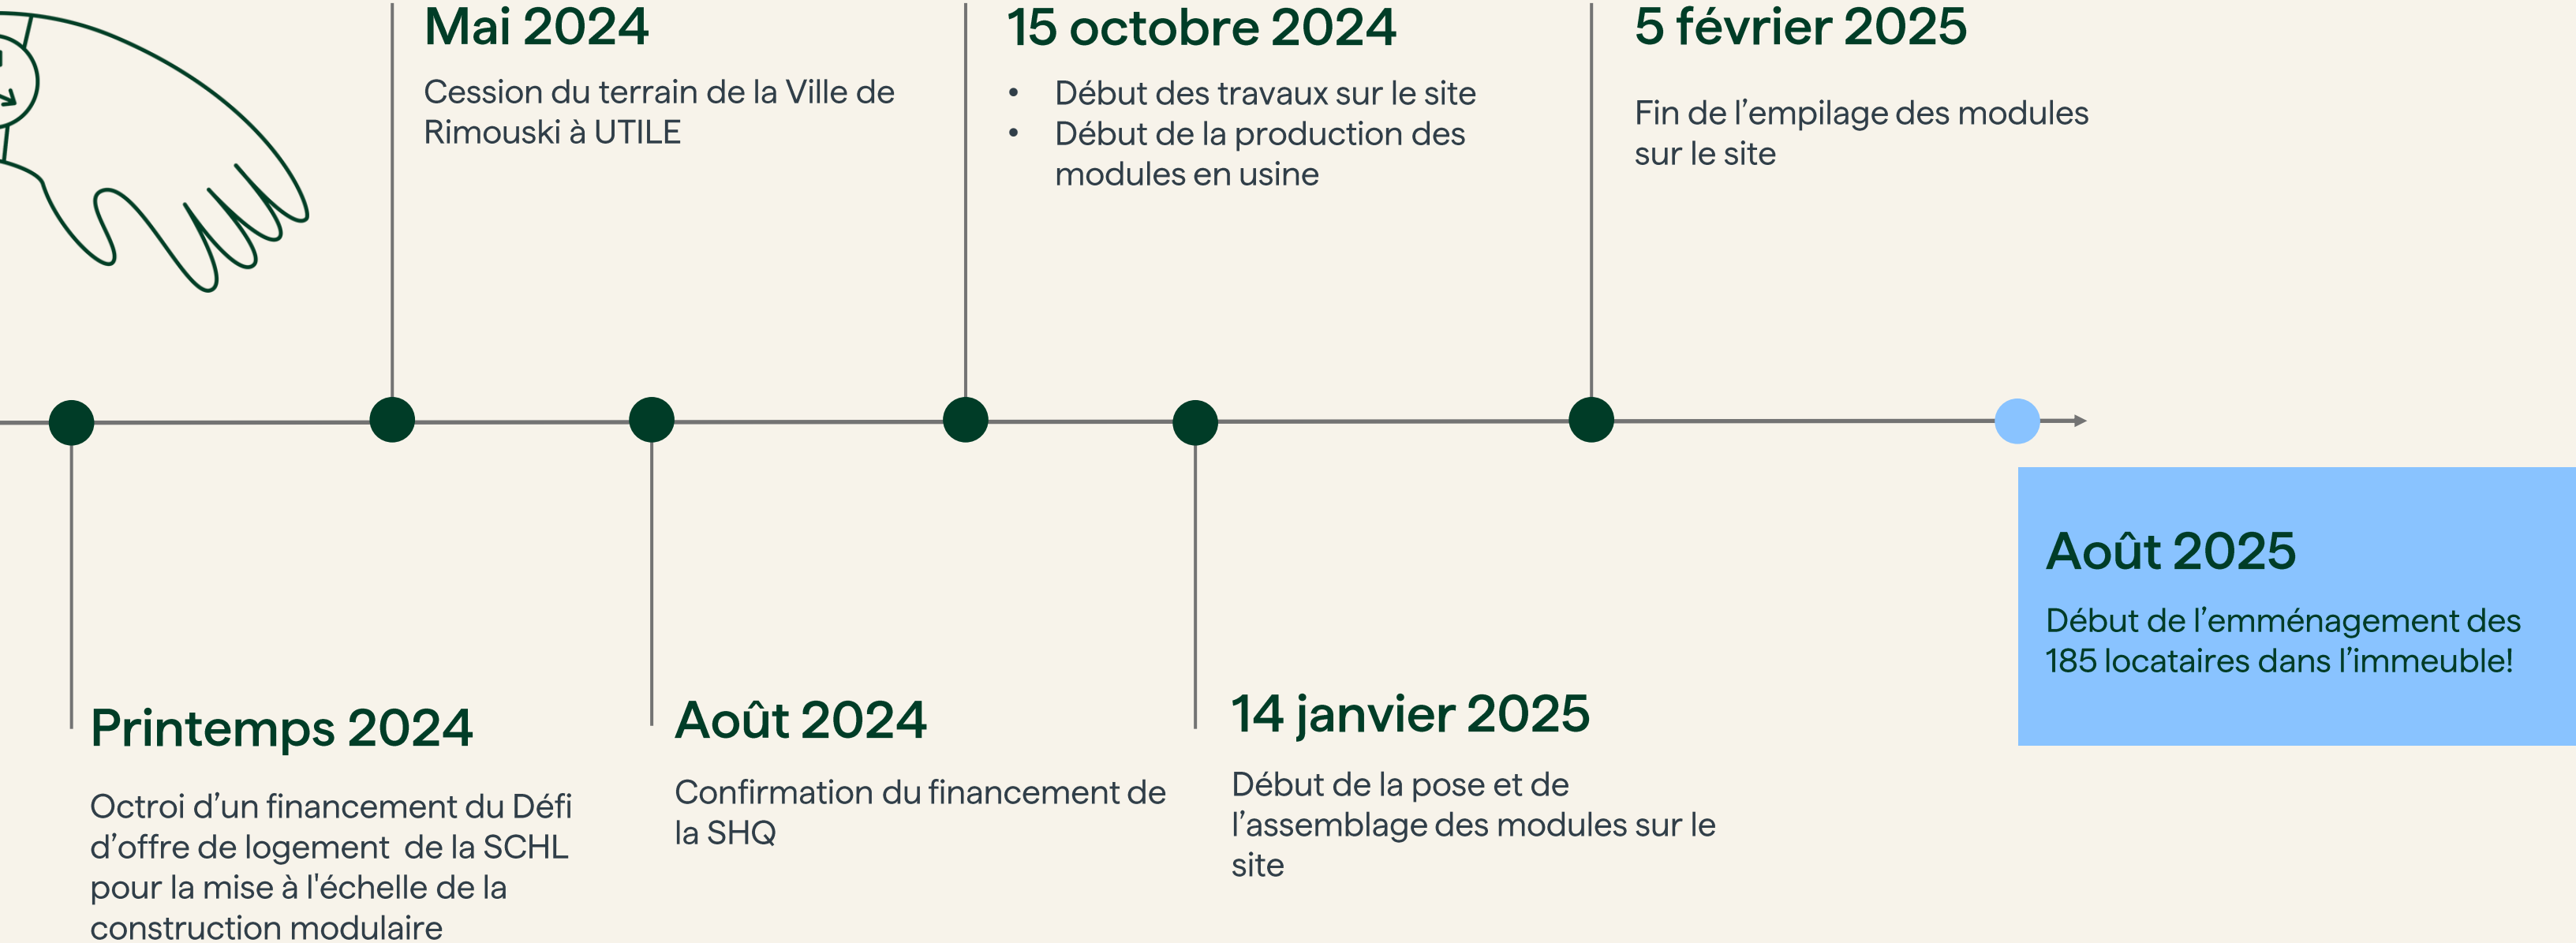 Mai 2024
Cession du terrain de la Ville de
Rimouski à UTILE
15 octobre 2024
• Début des travaux sur le site
• Début de la production des
modules en usine
5 février 2025
Fin de l’empilage des modules
sur le site
Printemps 2024
Octroi d’un financement du Défi
d’offre de logement  de la SCHL
pour la mise à l'échelle de la
construction modulaire
Août 2024
Confirmation du financement de
la SHQ
14 janvier 2025
Début de la pose et de
l’assemblage des modules sur le
site
Août 2025
Début de l’emménagement des
185 locataires dans l’immeuble!